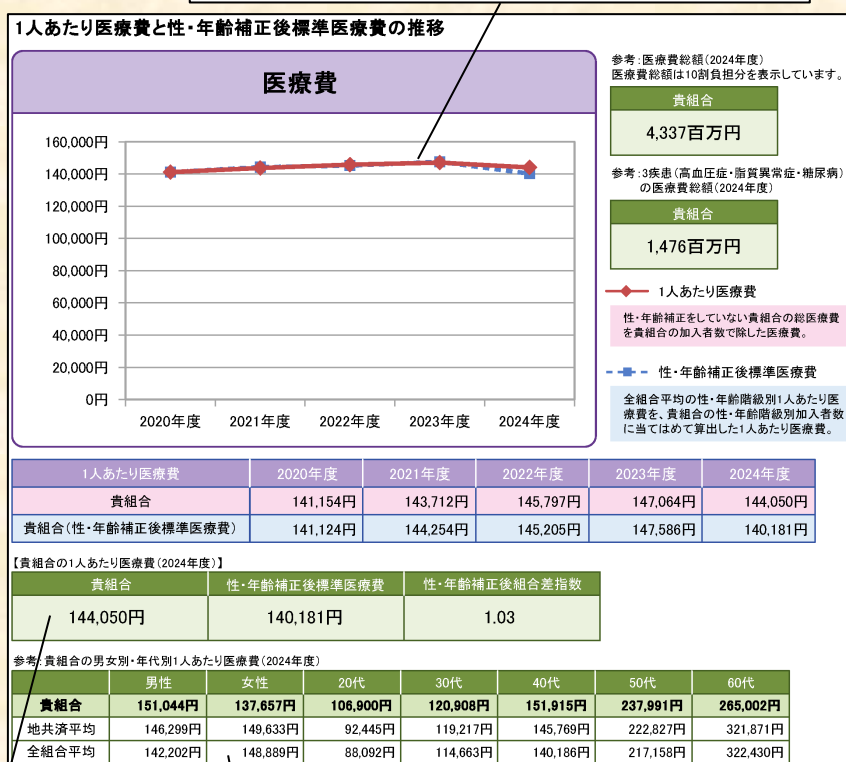 1人あたり医療費と性・年齢補正後標準医療費の推移
医療費
160,000円
140,000円
120,000円
100,000円
80,000円
60,000円
40,000円
20,000円
0円
2020年度 2021年度 2022年度 2023年度 2024年度
参考:医療費総額(2024年度)
医療費総額は10割負担分を表示しています。
貴組合
4,337百万円
参考:3疾患(高血圧症・脂質異常症・糖尿病)
の医療費総額(2024年度)
貴組合
1,476百万円
1人あたり医療費
性・年齢補正をしていない貴組合の総医療費
を貴組合の加入者数で除した医療費。
性・年齢補正後標準医療費
全組合平均の性・年齢階級別1人あたり医
療費を、貴組合の性・年齢階級別加入者数
に当てはめて算出した1人あたり医療費。
1人あたり医療費 2020年度 2021年度 2022年度 2023年度 2024年度
貴組合 141,154円 143,712円 145,797円 147,064円 144,050円
貴組合(性・年齢補正後標準医療費) 141,124円 144,254円 145,205円 147,586円 140,181円
【貴組合の1人あたり医療費(2024年度)】
貴組合 性・年齢補正後標準医療費 性・年齢補正後組合差指数
144,050円 140,181円 1.03
参考:貴組合の男女別・年代別1人あたり医療費(2024年度)
男性 女性 20代 30代 40代 50代 60代
貴組合 151,044円 137,657円 106,900円 120,908円 151,915円 237,991円 265,002円
地共済平均 146,299円 149,633円 92,445円 119,217円 145,769円 222,827円 321,871円
全組合平均 142,202円 148,889円 88,092円 114,663円 140,186円 217,158円 322,430円